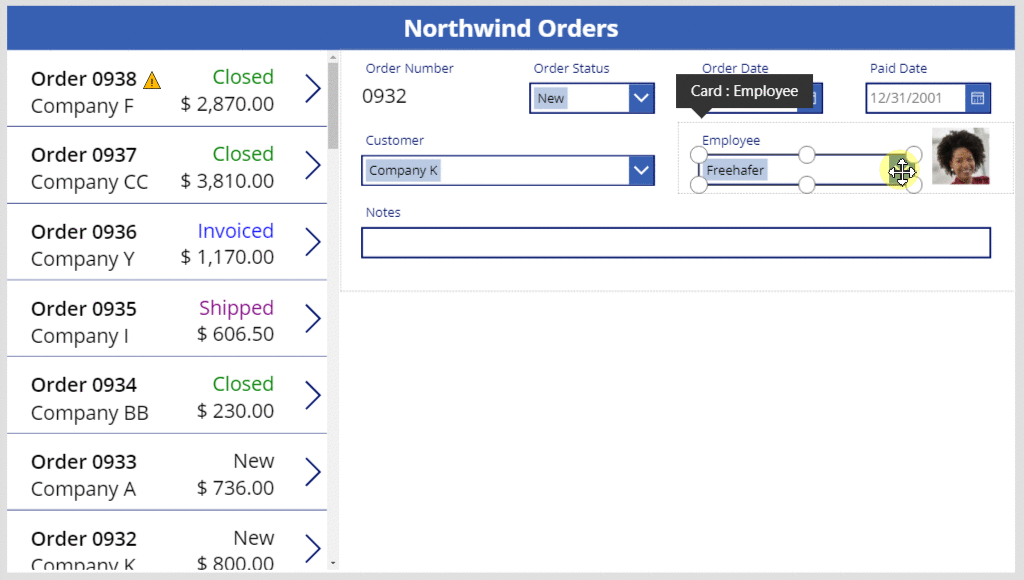 Northwind Orders
Order 0938 Closed
Company F $ 2,870.00
Order 0937 Closed
Company CC $ 3,810.00
Order 0936 Invoiced
Company Y $ 1,170.00
Order 0935 Shipped
Company I $ 606.50
Order 0934 Closed
Company BB $ 230.00
Order 0933 New
Company A $ 736.00
Order 0932 New
Company K $ 800.00
Order Number Order Status Order Date Paid Date
0932 New 12/31/2001
Card : Employee
Customer Employee
Company K Freehafer
Notes